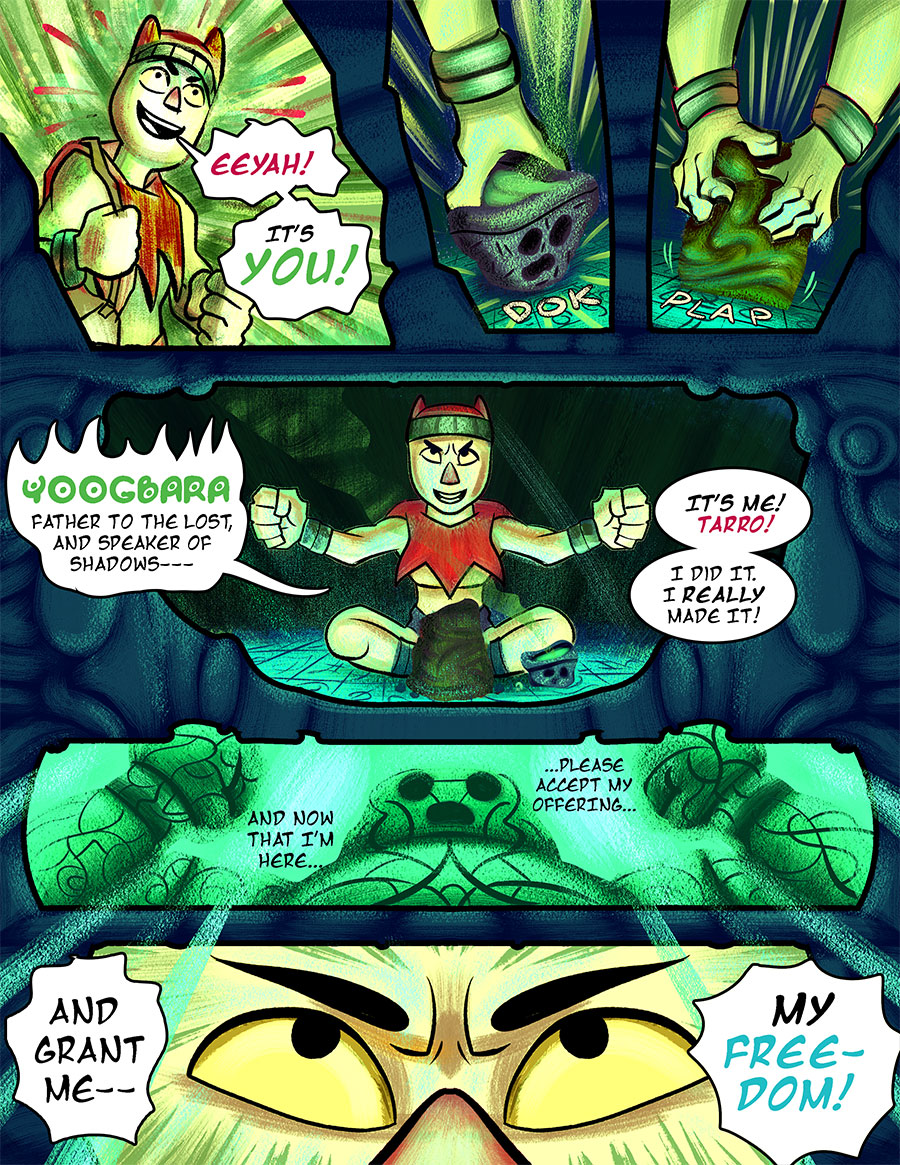 EEYAH!
IT'S
YOU!
DOK
PLAP
YOOGBARA
FATHER TO THE LOST,
AND SPEAKER OF
SHADOWS---
IT'S ME!
TARRO!
I DID IT.
I REALLY
MADE IT!
AND NOW
THAT I'M
HERE...
...PLEASE
ACCEPT MY
OFFERING...
AND
GRANT
ME--
MY
FREE-
DOM!